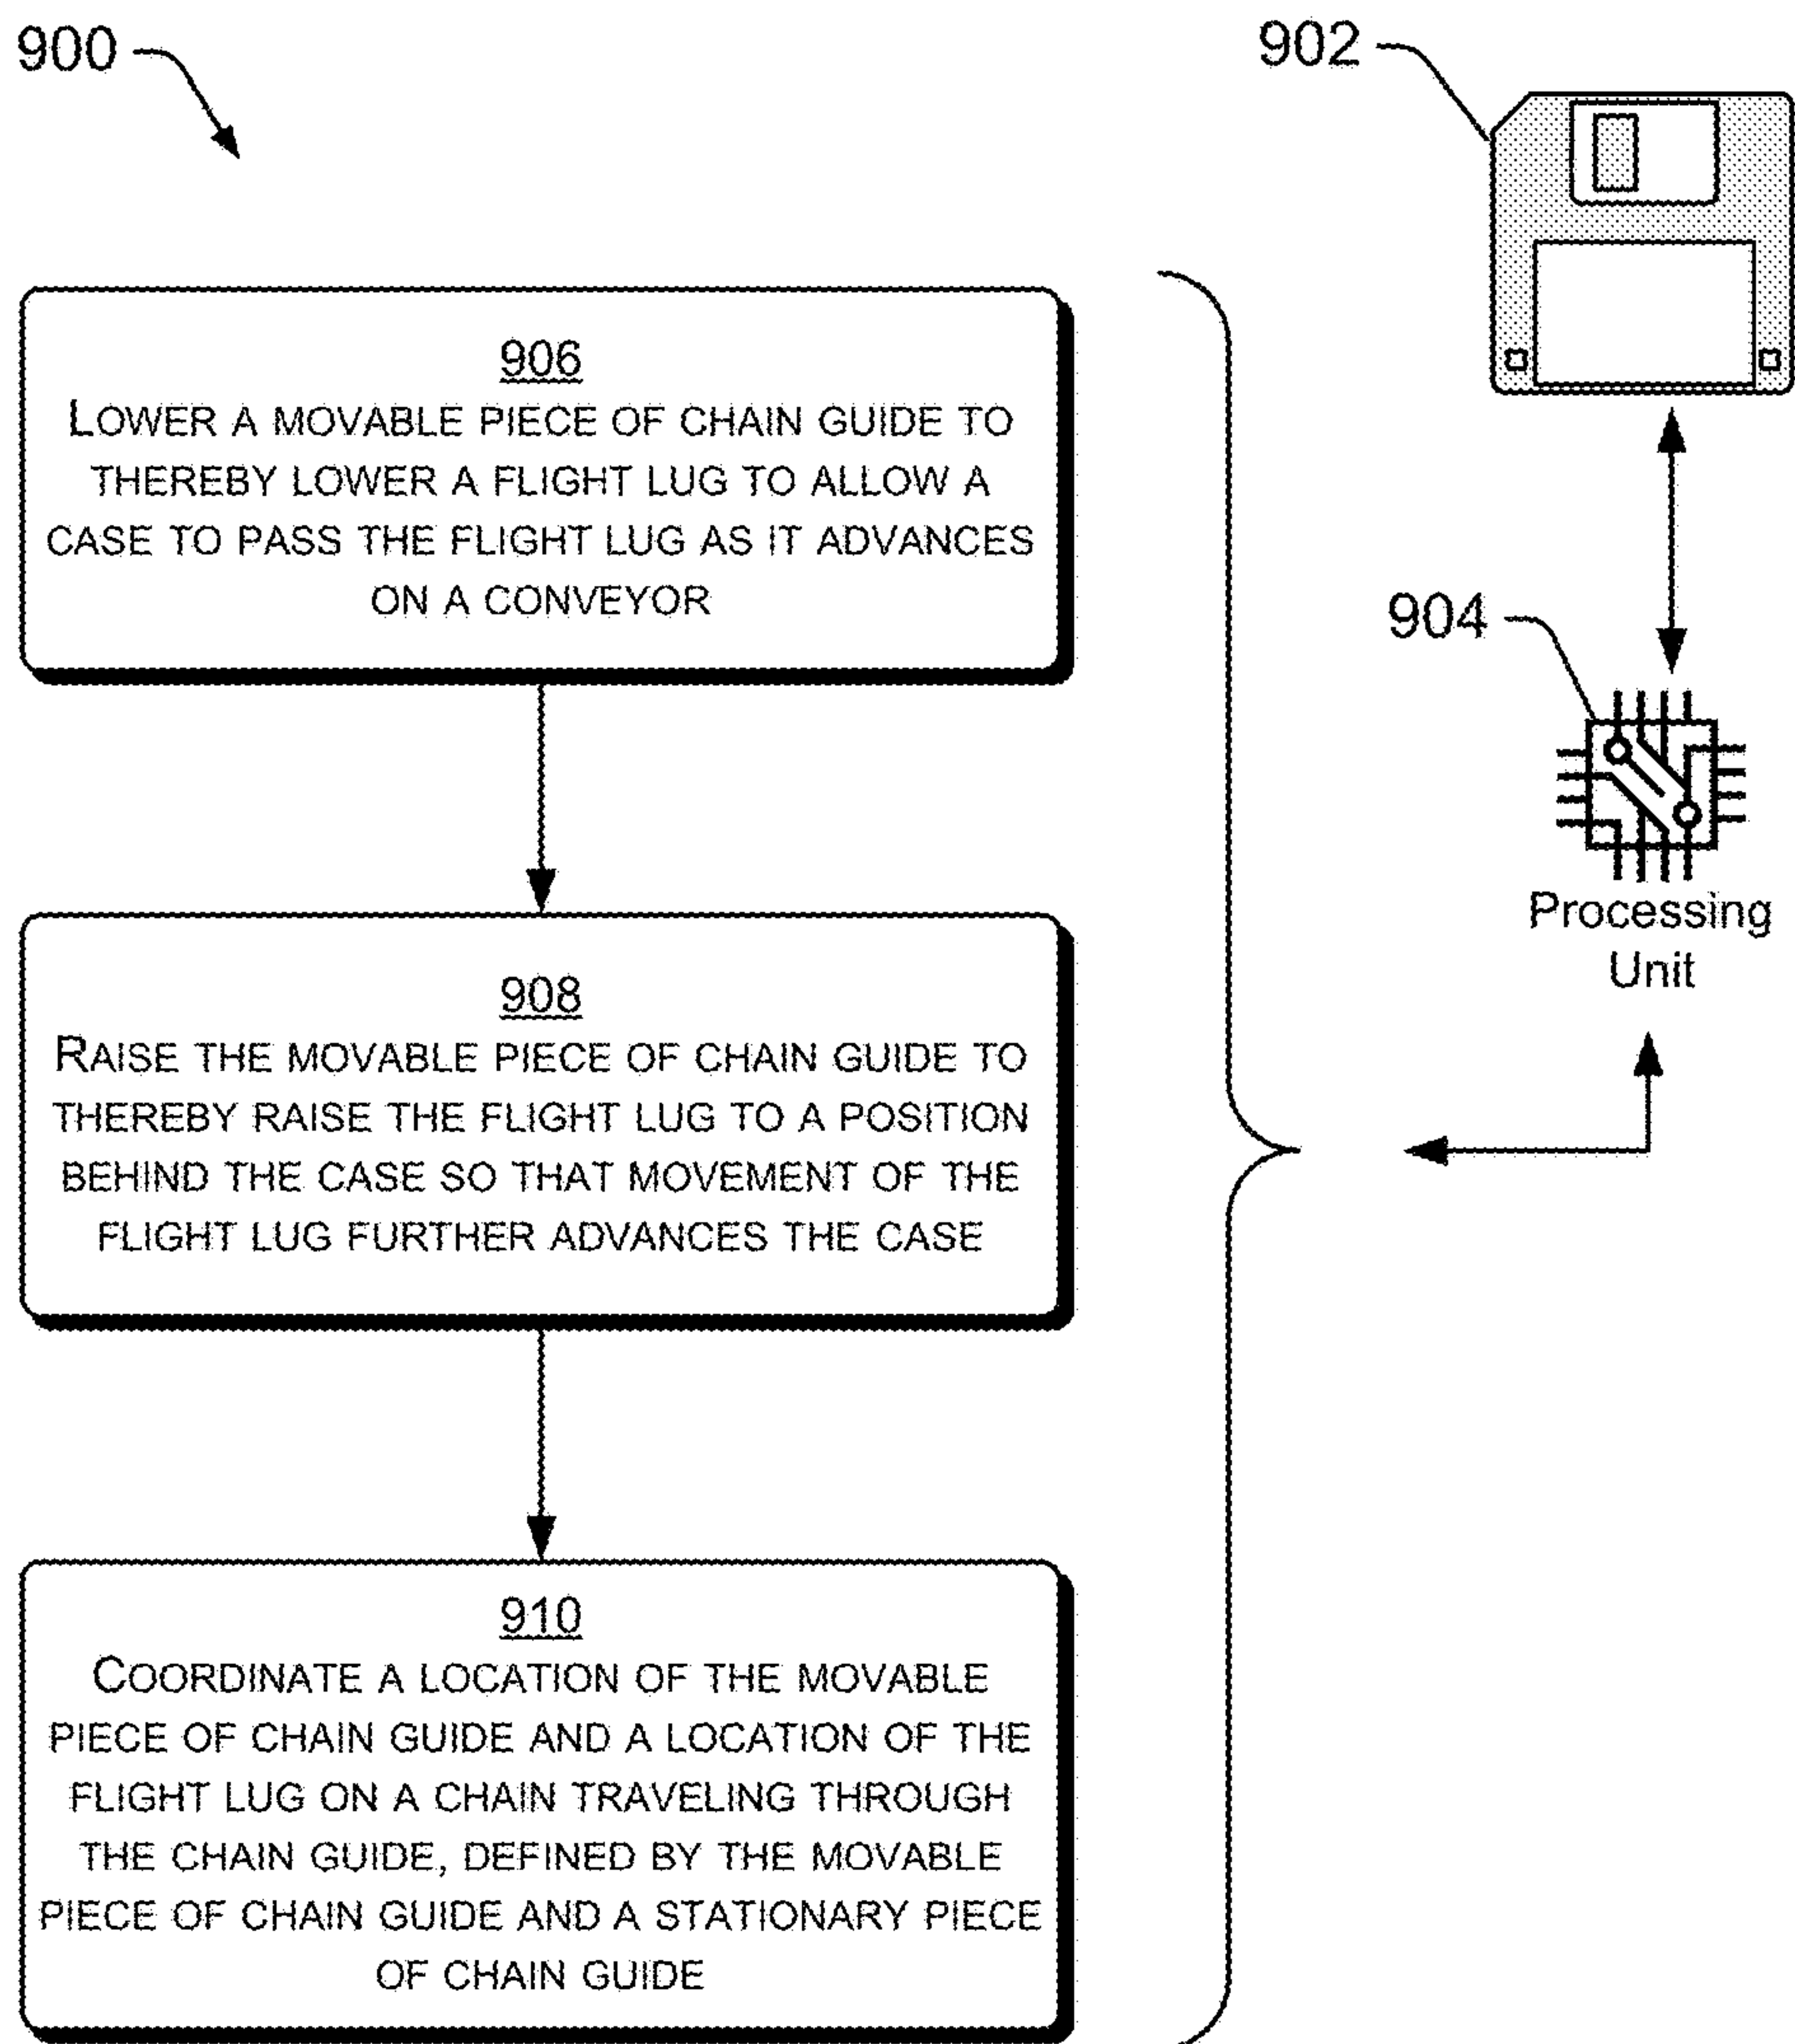 900
902
906
LOWER A MOVABLE PIECE OF CHAIN GUIDE TO
THEREBY LOWER A FLIGHT LUG TO ALLOW A
CASE TO PASS THE FLIGHT LUG AS IT ADVANCES
ON A CONVEYOR
904
Processing
Unit
908
RAISE THE MOVABLE PIECE OF CHAIN GUIDE TO
THEREBY RAISE THE FLIGHT LUG TO A POSITION
BEHIND THE CASE SO THAT MOVEMENT OF THE
FLIGHT LUG FURTHER ADVANCES THE CASE
910
COORDINATE A LOCATION OF THE MOVABLE
PIECE OF CHAIN GUIDE AND A LOCATION OF THE
FLIGHT LUG ON A CHAIN TRAVELING THROUGH
THE CHAIN GUIDE, DEFINED BY THE MOVABLE
PIECE OF CHAIN GUIDE AND A STATIONARY PIECE
OF CHAIN GUIDE